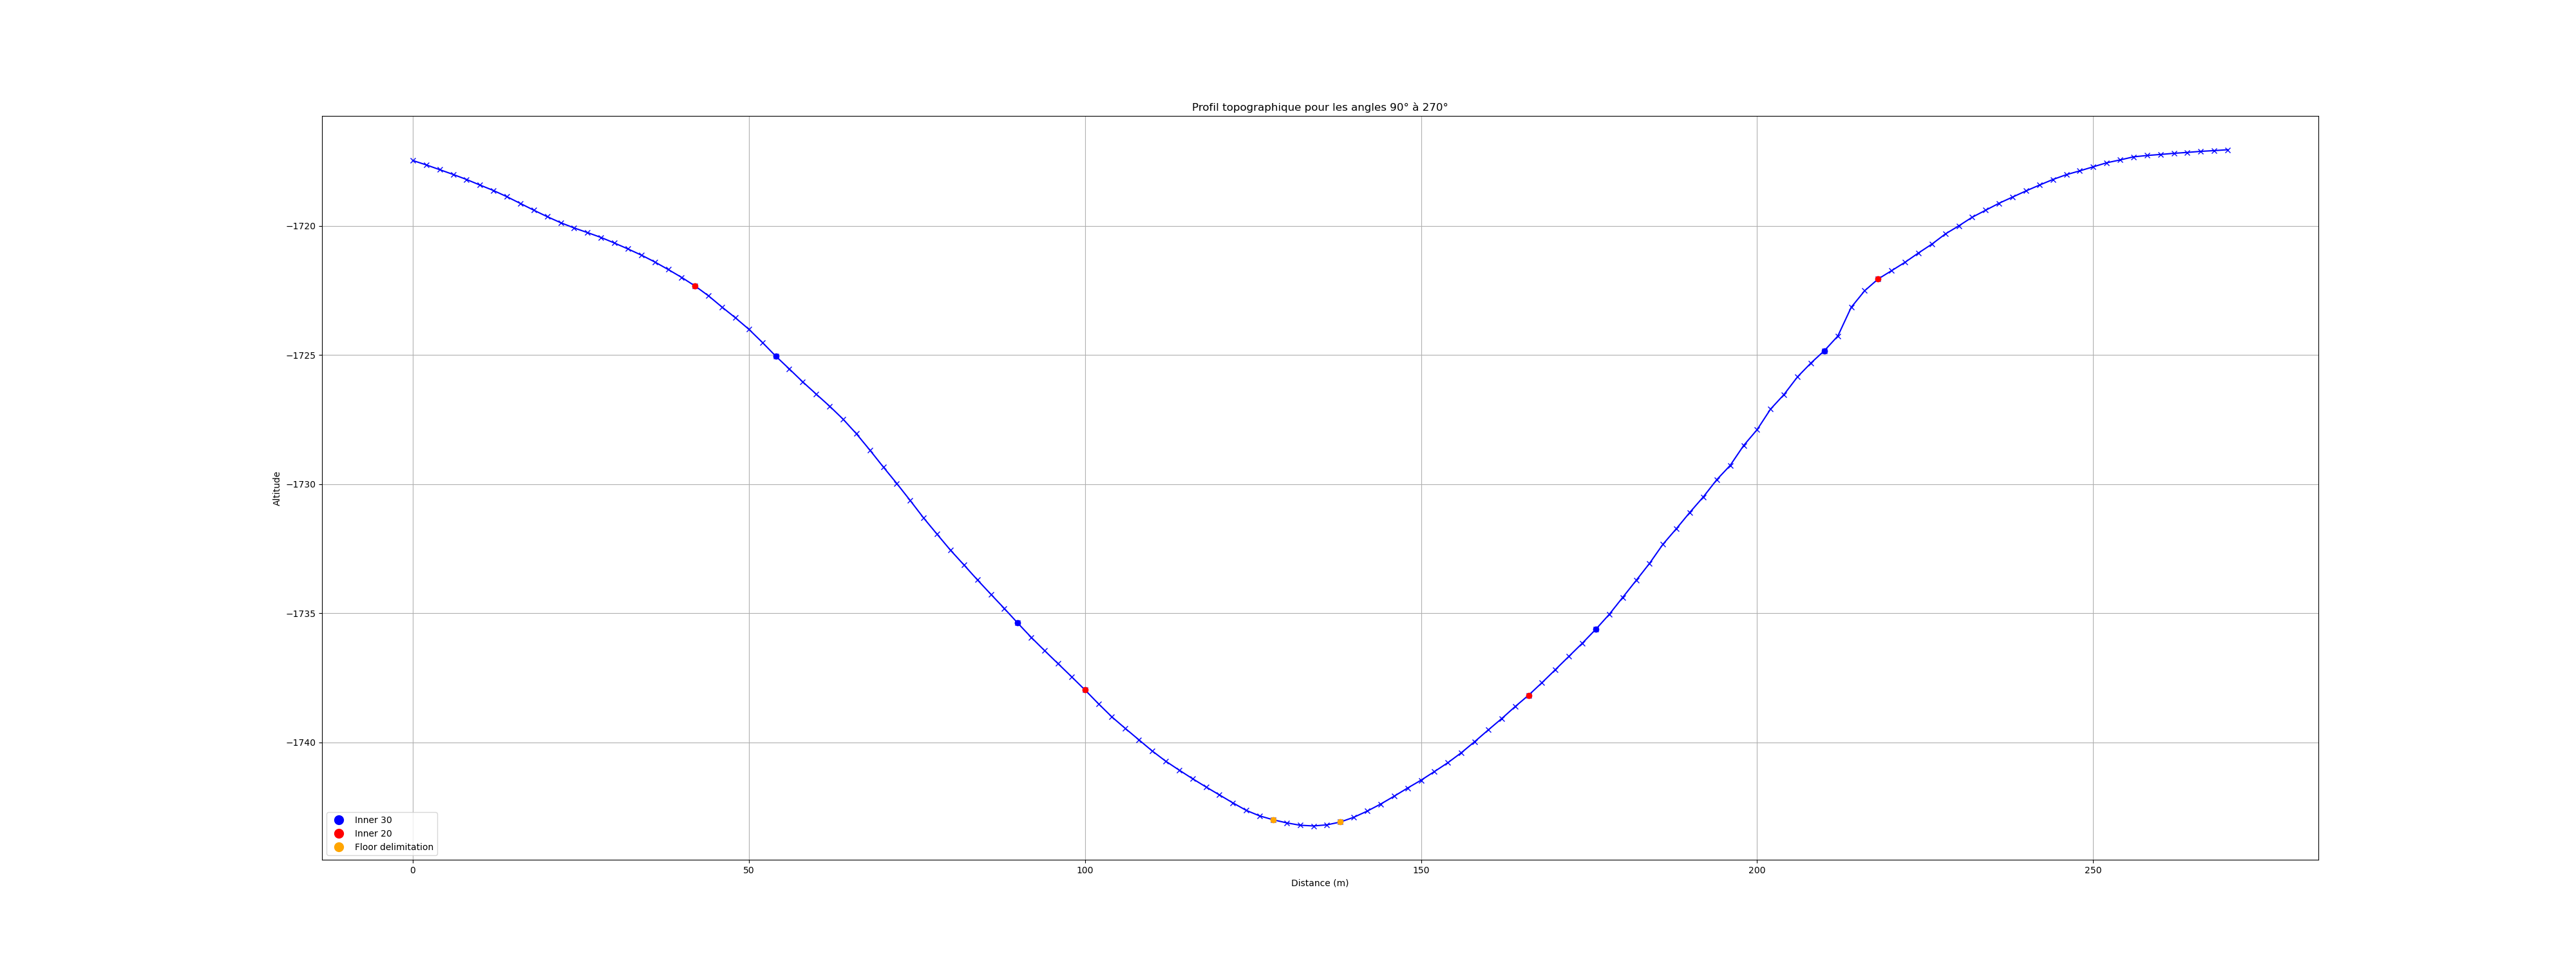 Profil topographique pour les angles 90° à 270°
Altitude
−1720
−1725
−1730
−1735
−1740
Inner 30
Inner 20
Floor delimitation
0
50
100
150
200
250
Distance (m)